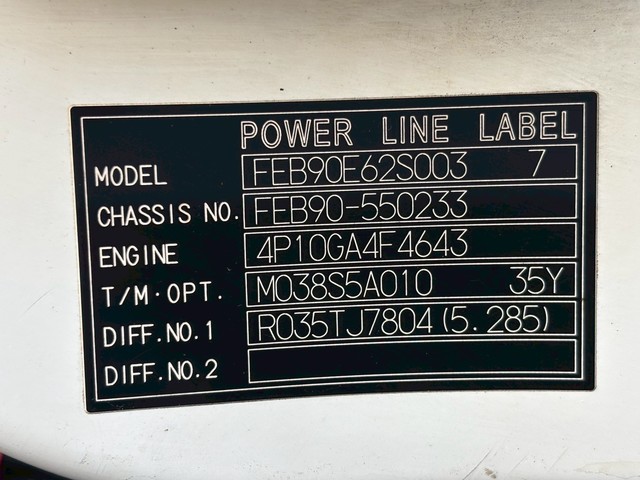 POWER LINE LABEL
MODEL FEB90E62S003 7
CHASSIS NO. FEB90-550233
ENGINE 4P10GA4F4643
T/M·OPT. M038S5A010 35Y
DIFF.NO.1 R035TJ7804(5.285)
DIFF.NO.2